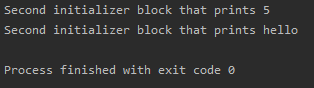 Second initializer block that prints 5
Second initializer block that prints hello
Process finished with exit code 0